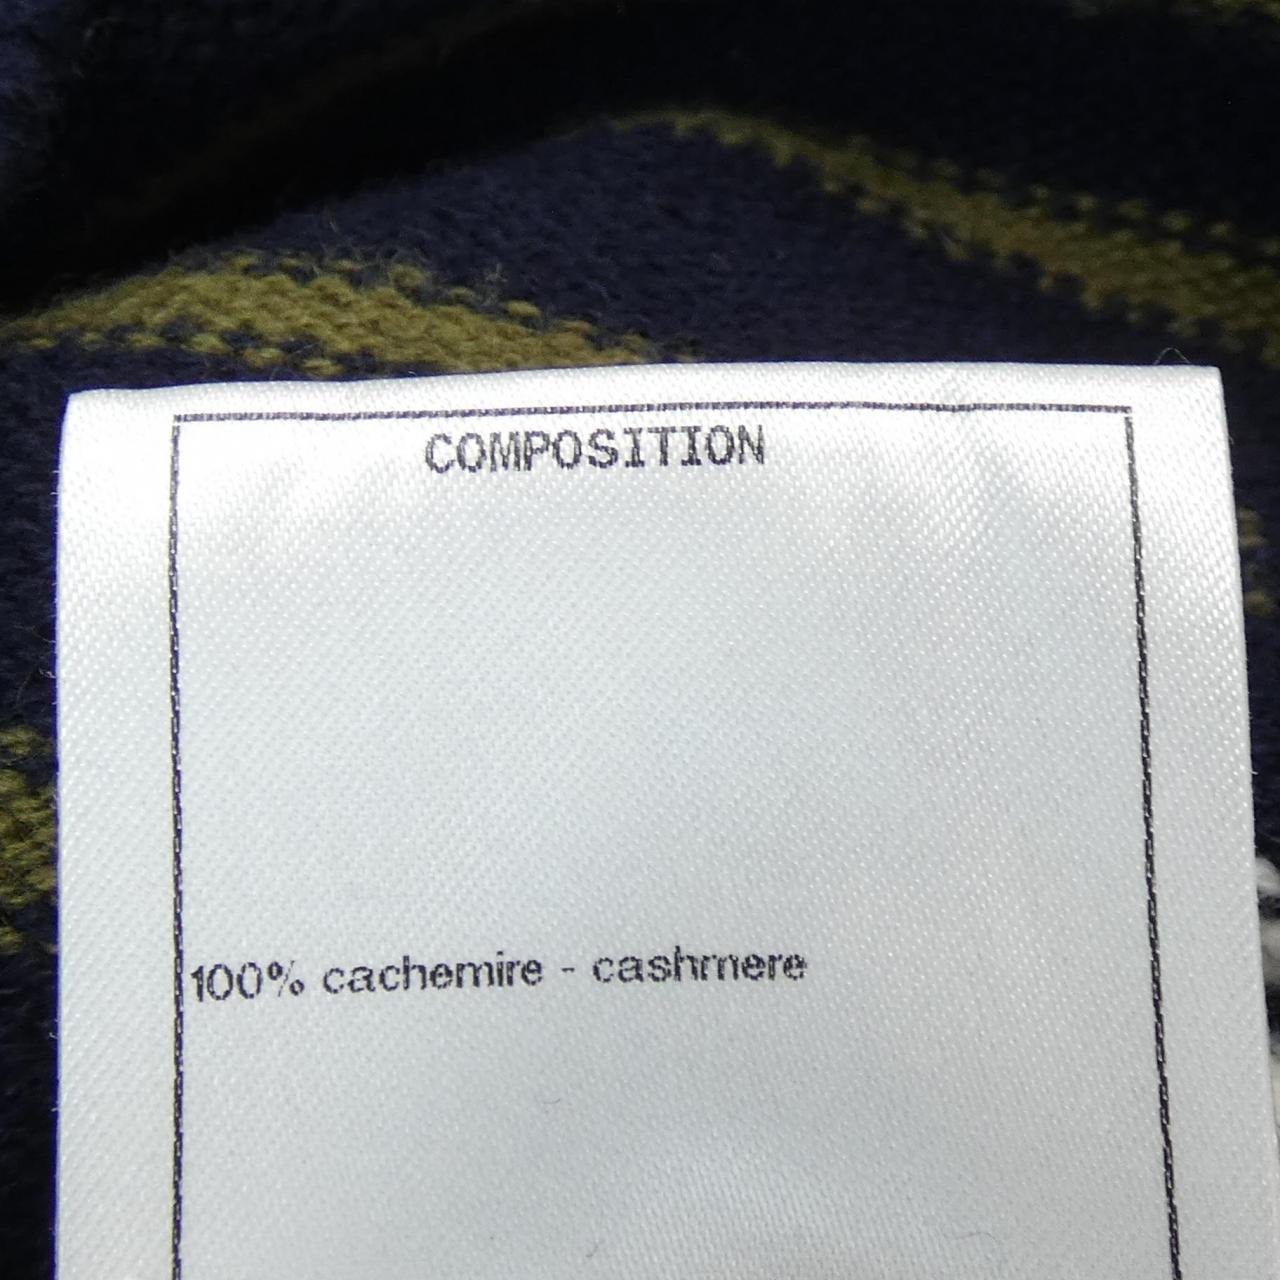 COMPOSITION
100% cachemire - cashmere